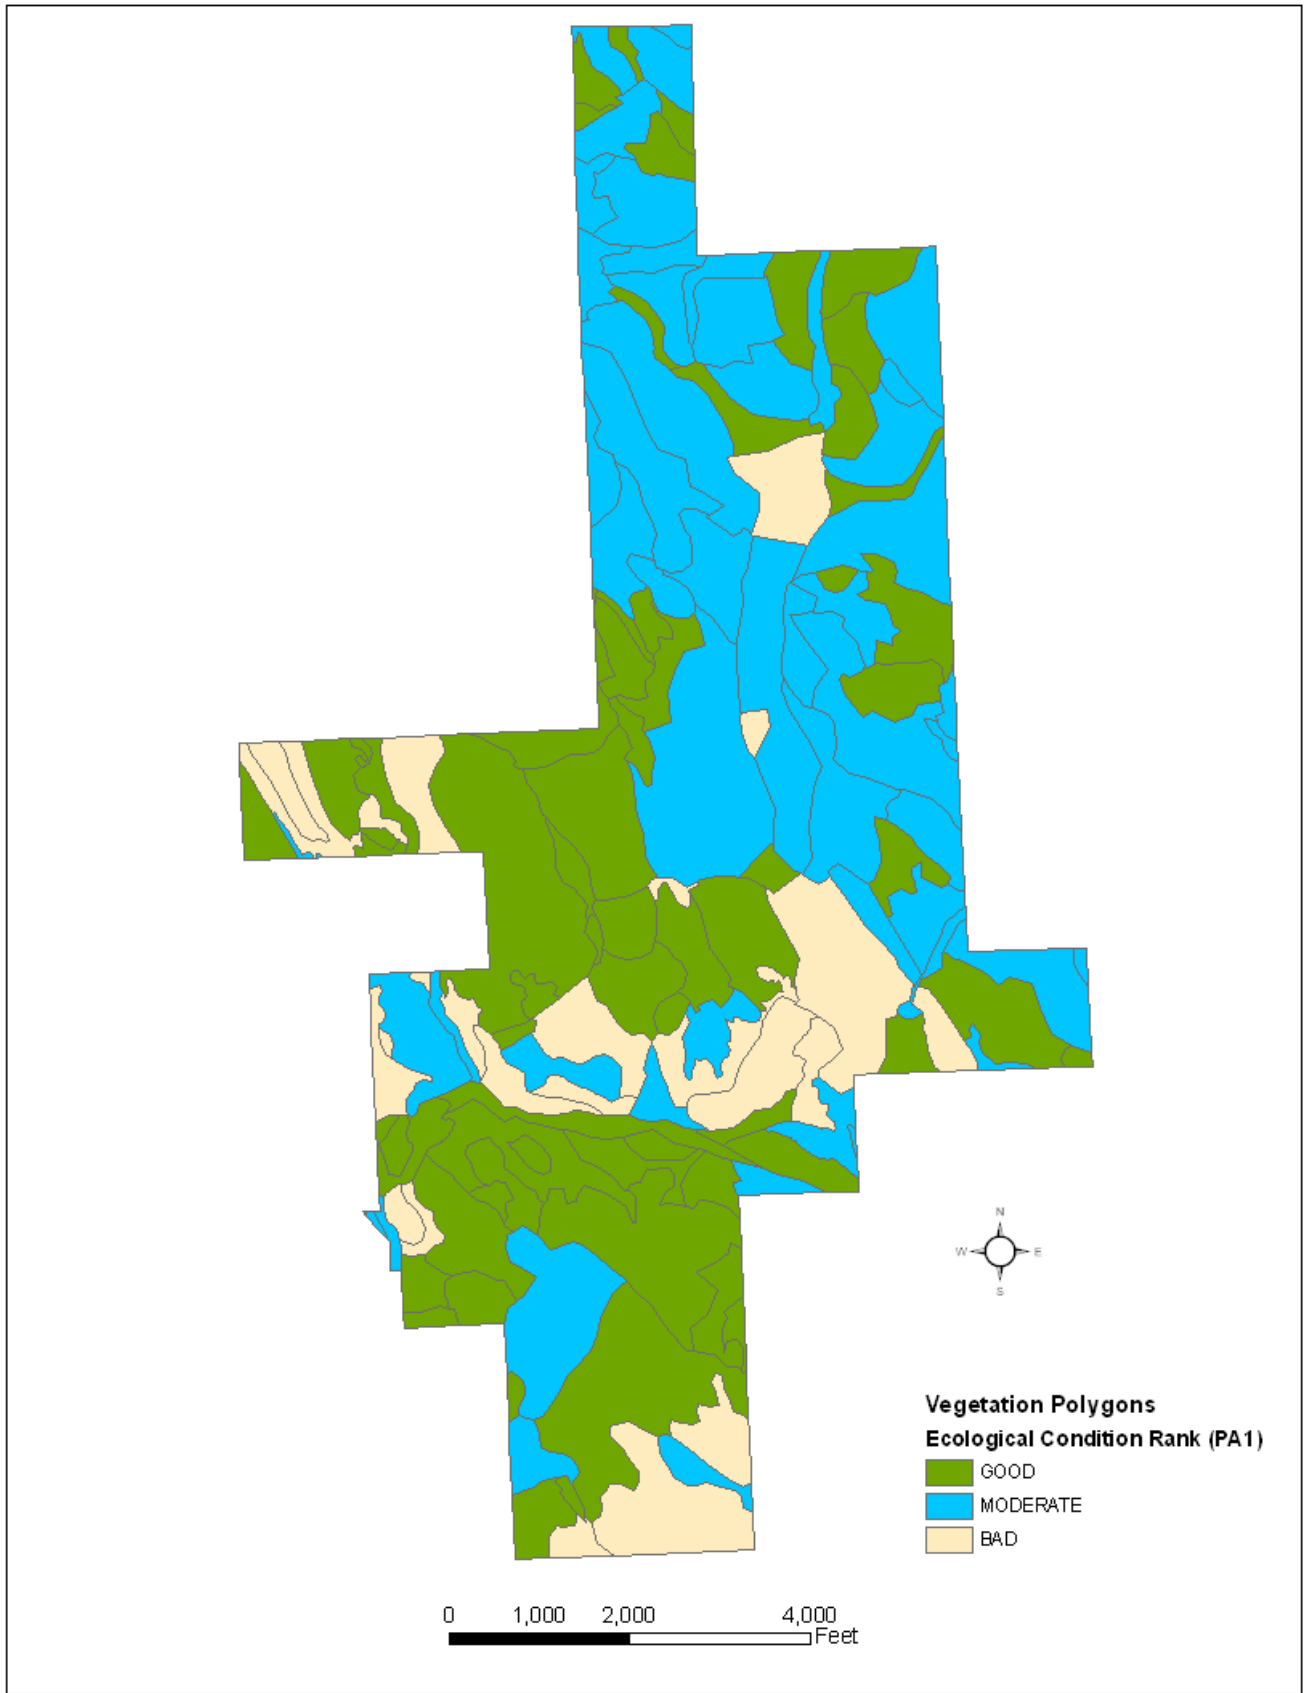 N
W E
S
Vegetation Polygons
Ecological Condition Rank (PA1)
GOOD
MODERATE
BAD
0 1,000 2,000 4,000
Feet